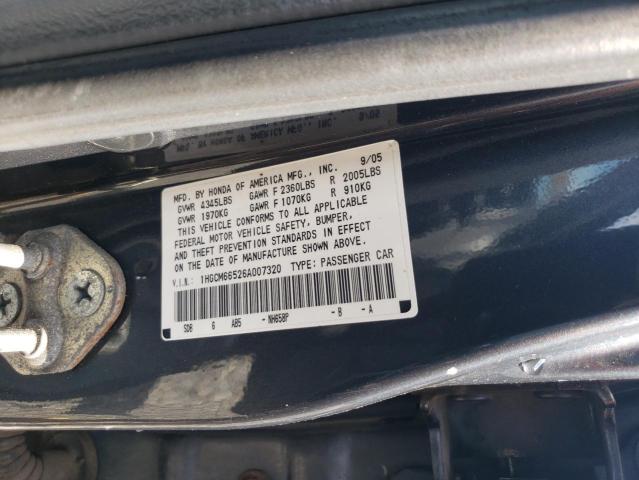 MFD. BY HONDA OF AMERICA MFG., INC. 9/05
GVWR 4345LBS GAWR F 2360LBS R 2005LBS
GVWR 1970KG GAWR F 1070KG R 910KG
THIS VEHICLE CONFORMS TO ALL APPLICABLE
FEDERAL MOTOR VEHICLE SAFETY, BUMPER,
AND THEFT PREVENTION STANDARDS IN EFFECT
ON THE DATE OF MANUFACTURE SHOWN ABOVE.
V.I.N.: 1HGCM66526A007320 TYPE: PASSENGER CAR
SDB 6 AB5 -NH658P -B -A